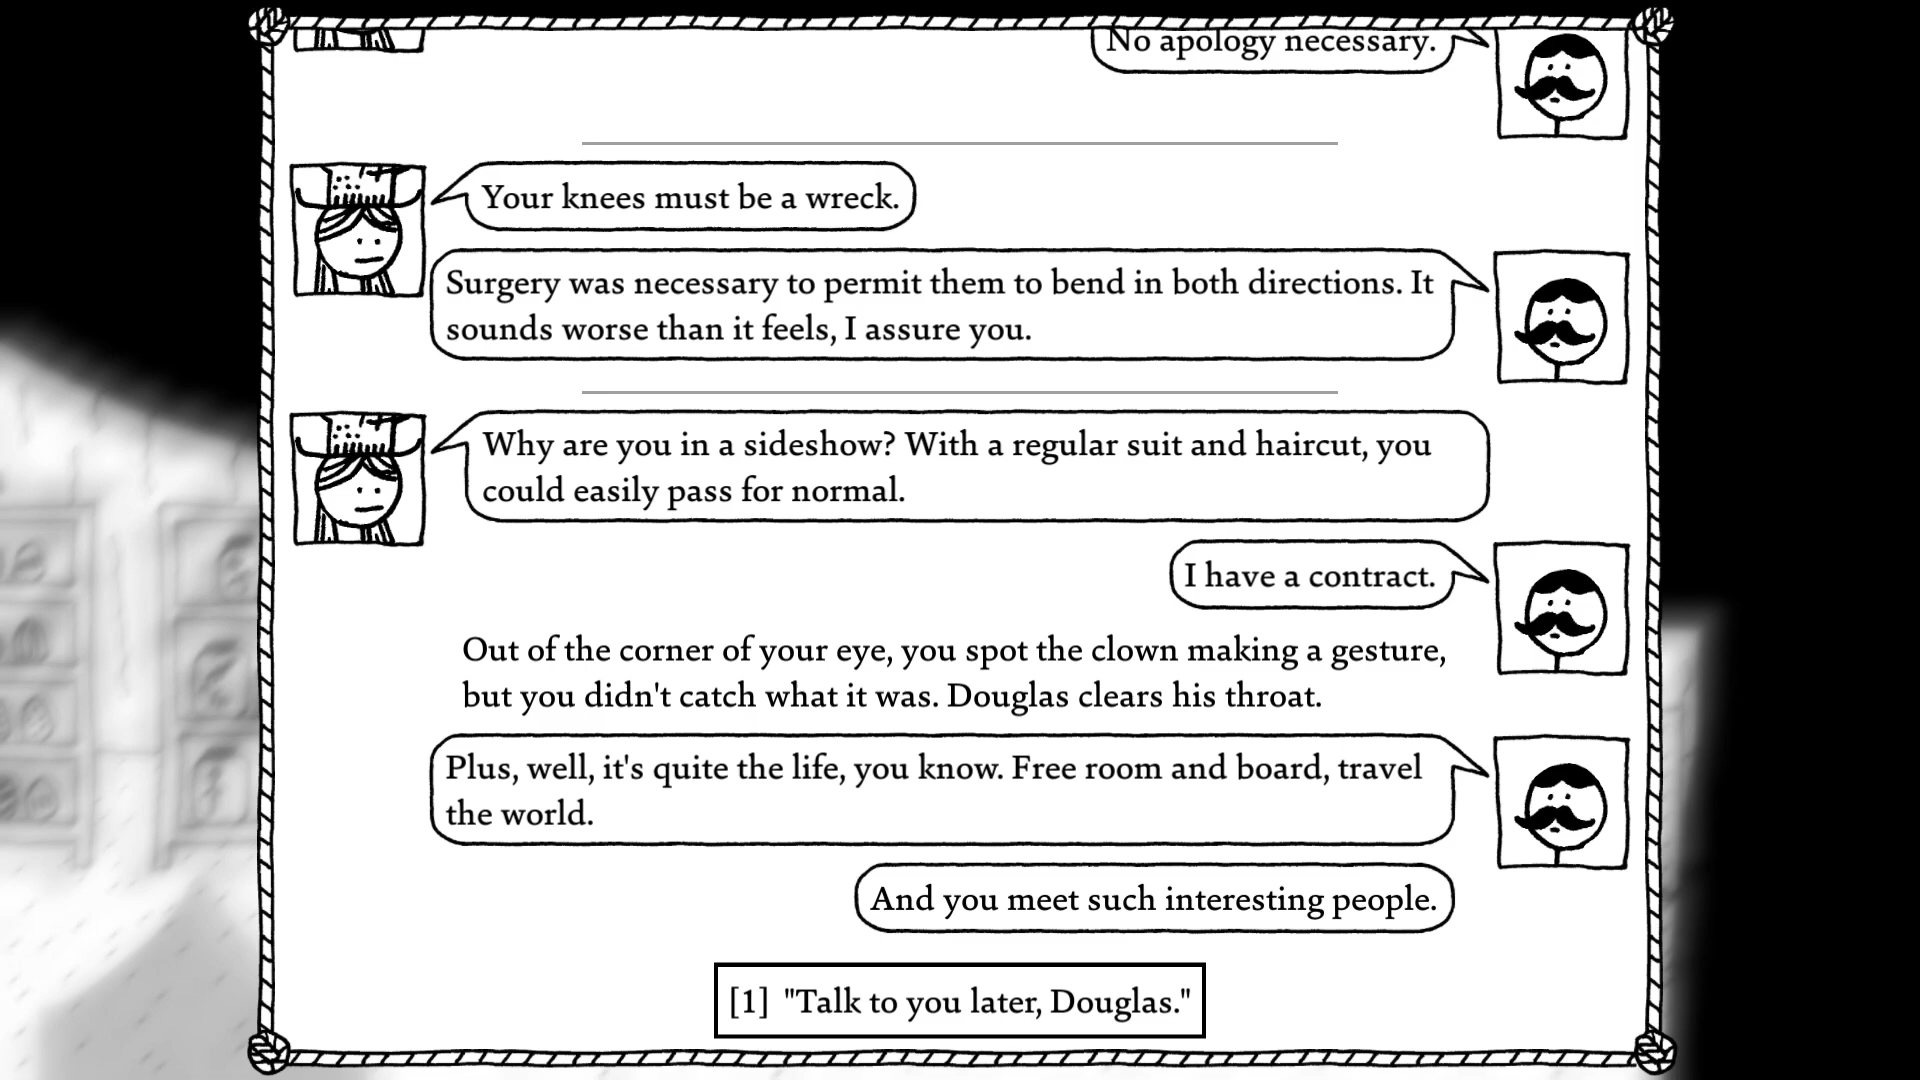 No apology necessary.
Your knees must be a wreck.
Surgery was necessary to permit them to bend in both directions. It
sounds worse than it feels, I assure you.
Why are you in a sideshow? With a regular suit and haircut, you
could easily pass for normal.
I have a contract.
Out of the corner of your eye, you spot the clown making a gesture,
but you didn't catch what it was. Douglas clears his throat.
Plus, well, it's quite the life, you know. Free room and board, travel
the world.
And you meet such interesting people.
[1] "Talk to you later, Douglas."